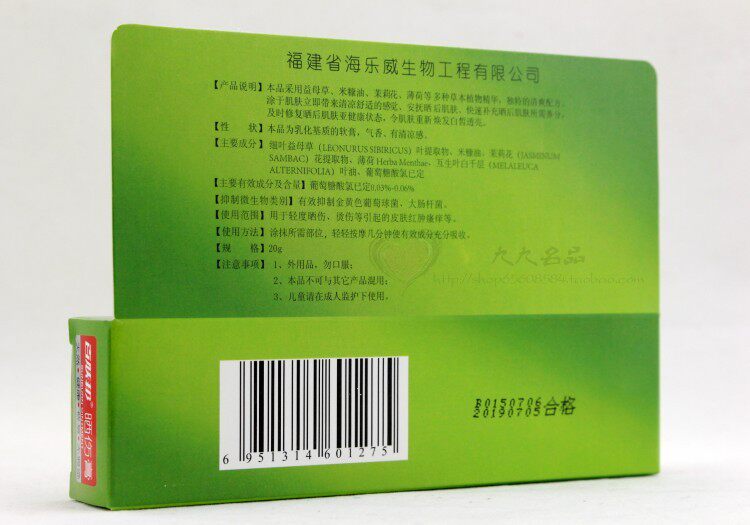 福建省海乐威生物工程有限公司
【产品说明】本品采用益母草、米糠油、茉莉花、薄荷等多种草本植物精华，独特的清爽配方。
涂于肌肤立即带来清凉舒适的感觉。安抚晒后肌肤，快速补充晒后肌肤所需养分，
及时修复晒后肌肤亚健康状态，令肌肤重新焕发白皙透亮。
【性 状】本品为乳化基质的软膏，气香、有清凉感。
【主要成分】细叶益母草（LEONURUS SIBIRICUS）叶提取物、米糠油、茉莉花（JASMINUM
SAMBAC）花提取物、薄荷 Herba Menthae、互生叶白千层（MELALEUCA
ALTERNIFOLIA）叶油、葡萄糖酸氯已定
【主要有效成分及含量】葡萄糖酸氯已定0.03%-0.06%
【抑制微生物类别】有效抑制金黄色葡萄球菌、大肠杆菌。
【使用范围】用于轻度晒伤、烫伤等引起的皮肤红肿瘙痒等。
【使用方法】涂抹所需部位，轻轻按摩几分钟使有效成分充分吸收。
【规 格】20g
【注意事项】1、外用品，勿口服；
2、本品不可与其它产品混用；
3、儿童请在成人监护下使用。
九九名品
http://shop65608584.taobao.com
B0150706
20190705合格
6 951314 601275